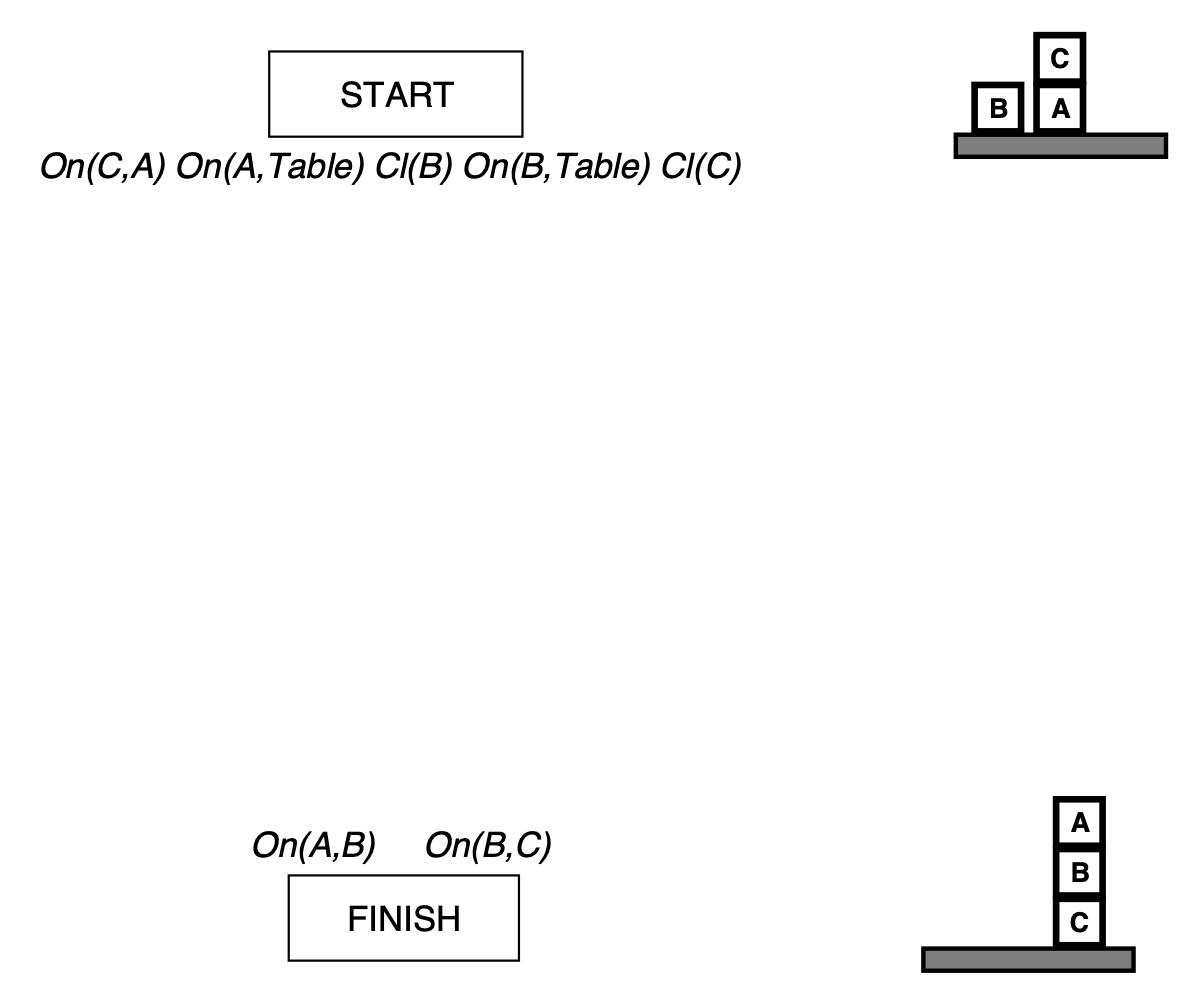 START
C
B A
On(C,A) On(A,Table) Cl(B) On(B,Table) Cl(C)
On(A,B) On(B,C)
FINISH
A
B
C